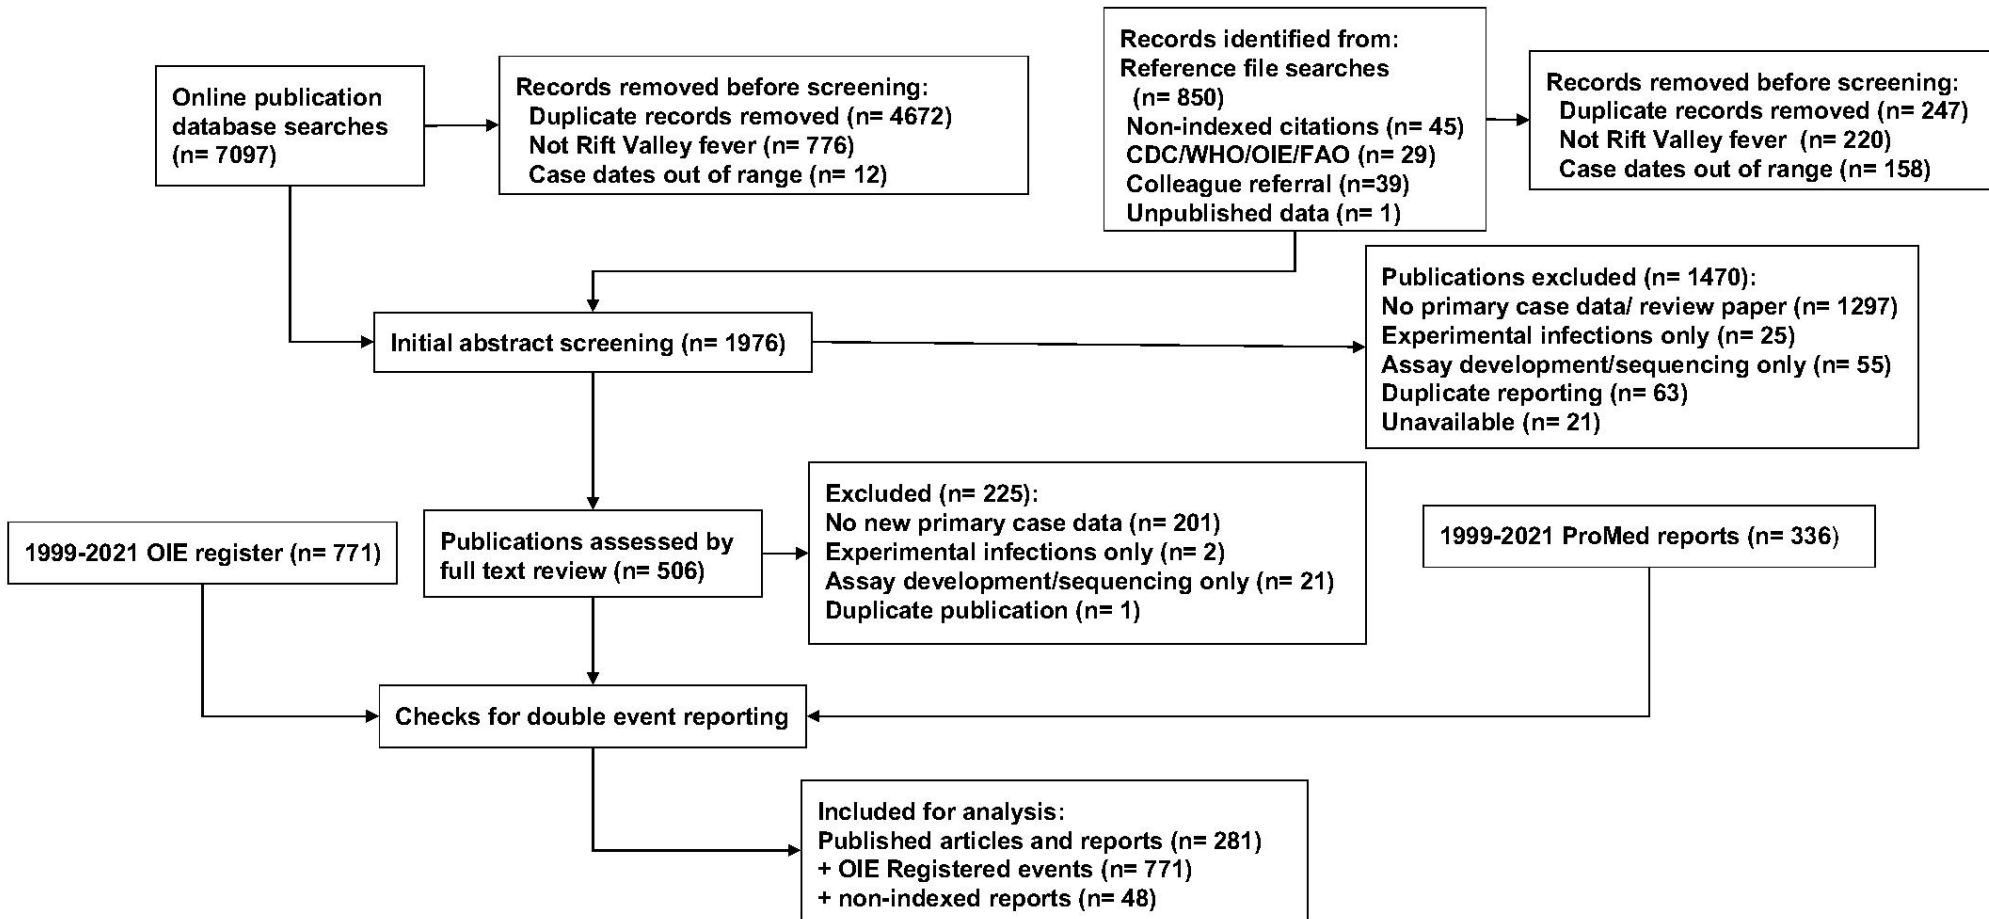 Online publication
database searches
(n= 7097)
Records removed before screening:
Duplicate records removed (n= 4672)
Not Rift Valley fever (n= 776)
Case dates out of range (n= 12)
Records identified from:
Reference file searches
(n= 850)
Non-indexed citations (n= 45)
CDC/WHO/OIE/FAO (n= 29)
Colleague referral (n=39)
Unpublished data (n= 1)
Records removed before screening:
Duplicate records removed (n= 247)
Not Rift Valley fever (n= 220)
Case dates out of range (n= 158)
Initial abstract screening (n= 1976)
Publications excluded (n= 1470):
No primary case data/ review paper (n= 1297)
Experimental infections only (n= 25)
Assay development/sequencing only (n= 55)
Duplicate reporting (n= 63)
Unavailable (n= 21)
1999-2021 OIE register (n= 771)
Publications assessed by
full text review (n= 506)
Excluded (n= 225):
No new primary case data (n= 201)
Experimental infections only (n= 2)
Assay development/sequencing only (n= 21)
Duplicate publication (n= 1)
1999-2021 ProMed reports (n= 336)
Checks for double event reporting
Included for analysis:
Published articles and reports (n= 281)
+ OIE Registered events (n= 771)
+ non-indexed reports (n= 48)